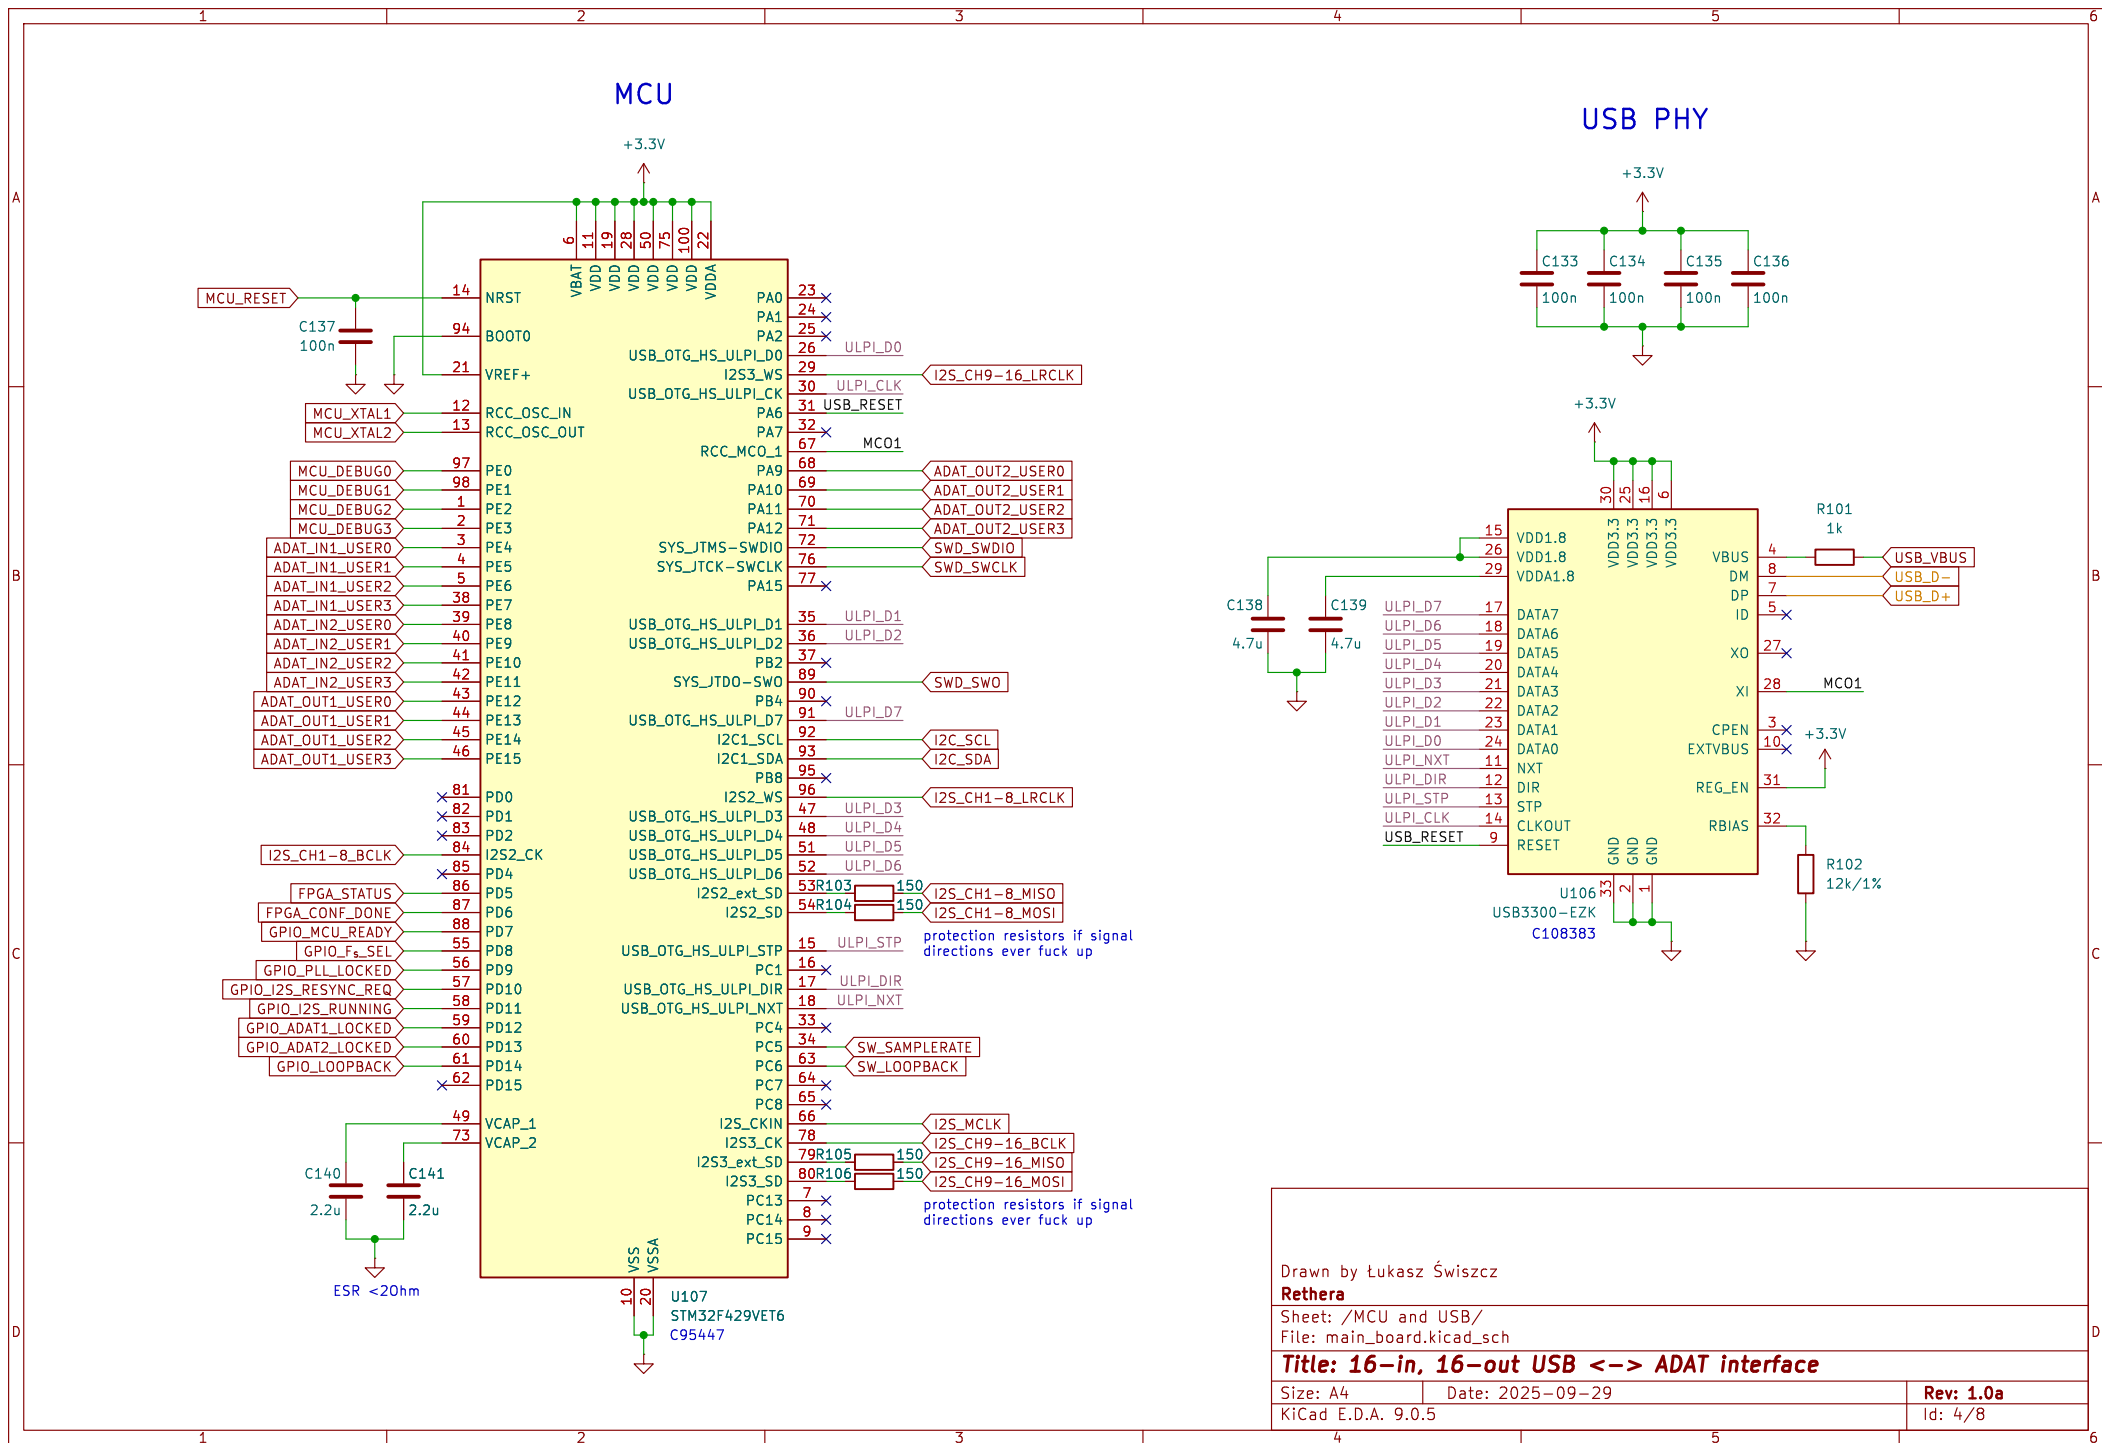 1 2 3 4 5 6
A
B
C
D
A
B
C
D
MCU
+3.3V
6 11 19 28 50 75 100 22
VBAT VDD VDD VDD VDD VDD VDD VDDA
MCU_RESET 14 NRST
C137
100n
94 BOOT0
21 VREF+
MCU_XTAL1 12 RCC_OSC_IN
MCU_XTAL2 13 RCC_OSC_OUT
MCU_DEBUG0 97 PE0
MCU_DEBUG1 98 PE1
MCU_DEBUG2 1 PE2
MCU_DEBUG3 2 PE3
ADAT_IN1_USER0 3 PE4
ADAT_IN1_USER1 4 PE5
ADAT_IN1_USER2 5 PE6
ADAT_IN1_USER3 38 PE7
ADAT_IN2_USER0 39 PE8
ADAT_IN2_USER1 40 PE9
ADAT_IN2_USER2 41 PE10
ADAT_IN2_USER3 42 PE11
ADAT_OUT1_USER0 43 PE12
ADAT_OUT1_USER1 44 PE13
ADAT_OUT1_USER2 45 PE14
ADAT_OUT1_USER3 46 PE15
81 PD0
82 PD1
83 PD2
I2S_CH1-8_BCLK 84 I2S2_CK
85 PD4
FPGA_STATUS 86 PD5
FPGA_CONF_DONE 87 PD6
GPIO_MCU_READY 88 PD7
GPIO_Fs_SEL 55 PD8
GPIO_PLL_LOCKED 56 PD9
GPIO_I2S_RESYNC_REQ 57 PD10
GPIO_I2S_RUNNING 58 PD11
GPIO_ADAT1_LOCKED 59 PD12
GPIO_ADAT2_LOCKED 60 PD13
GPIO_LOOPBACK 61 PD14
62 PD15
49 VCAP_1
73 VCAP_2
C140 C141
2.2u 2.2u
ESR <2Ohm
PA0 23
PA1 24
PA2 25
USB_OTG_HS_ULPI_D0 26 ULPI_D0
I2S3_WS 29 I2S_CH9-16_LRCLK
USB_OTG_HS_ULPI_CK 30 ULPI_CLK
PA6 31 USB_RESET
PA7 32
RCC_MCO_1 67 MCO1
PA9 68 ADAT_OUT2_USER0
PA10 69 ADAT_OUT2_USER1
PA11 70 ADAT_OUT2_USER2
PA12 71 ADAT_OUT2_USER3
SYS_JTMS-SWDIO 72 SWD_SWDIO
SYS_JTCK-SWCLK 76 SWD_SWCLK
PA15 77
USB_OTG_HS_ULPI_D1 35 ULPI_D1
USB_OTG_HS_ULPI_D2 36 ULPI_D2
PB2 37
SYS_JTDO-SWO 89 SWD_SWO
PB4 90
USB_OTG_HS_ULPI_D7 91 ULPI_D7
I2C1_SCL 92 I2C_SCL
I2C1_SDA 93 I2C_SDA
PB8 95
I2S2_WS 96 I2S_CH1-8_LRCLK
USB_OTG_HS_ULPI_D3 47 ULPI_D3
USB_OTG_HS_ULPI_D4 48 ULPI_D4
USB_OTG_HS_ULPI_D5 51 ULPI_D5
USB_OTG_HS_ULPI_D6 52 ULPI_D6
I2S2_ext_SD 53 R103 150 I2S_CH1-8_MISO
I2S2_SD 54 R104 150 I2S_CH1-8_MOSI
protection resistors if signal
directions ever fuck up
USB_OTG_HS_ULPI_STP 15 ULPI_STP
PC1 16
USB_OTG_HS_ULPI_DIR 17 ULPI_DIR
USB_OTG_HS_ULPI_NXT 18 ULPI_NXT
PC4 33
PC5 34 SW_SAMPLERATE
PC6 63 SW_LOOPBACK
PC7 64
PC8 65
I2S_CKIN 66 I2S_MCLK
I2S3_CK 78 I2S_CH9-16_BCLK
I2S3_ext_SD 79 R105 150 I2S_CH9-16_MISO
I2S3_SD 80 R106 150 I2S_CH9-16_MOSI
protection resistors if signal
directions ever fuck up
PC13 7
PC14 8
PC15 9
VSS VSSA
10 20
U107
STM32F429VET6
C95447
USB PHY
+3.3V
C133 C134 C135 C136
100n 100n 100n 100n
+3.3V
30 25 16 6
VDD3.3 VDD3.3 VDD3.3 VDD3.3
15 VDD1.8
26 VDD1.8
29 VDDA1.8
C138 C139
4.7u 4.7u
ULPI_D7 17 DATA7
ULPI_D6 18 DATA6
ULPI_D5 19 DATA5
ULPI_D4 20 DATA4
ULPI_D3 21 DATA3
ULPI_D2 22 DATA2
ULPI_D1 23 DATA1
ULPI_D0 24 DATA0
ULPI_NXT 11 NXT
ULPI_DIR 12 DIR
ULPI_STP 13 STP
ULPI_CLK 14 CLKOUT
USB_RESET 9 RESET
R101
1k
VBUS 4 USB_VBUS
DM 8 USB_D-
DP 7 USB_D+
ID 5
XO 27
XI 28 MCO1
CPEN 3
EXTVBUS 10
+3.3V
REG_EN 31
RBIAS 32
R102
12k/1%
GND GND GND
33 2 1
U106
USB3300-EZK
C108383
Drawn by Łukasz Świszcz
Rethera
Sheet: /MCU and USB/
File: main_board.kicad_sch
Title: 16-in, 16-out USB <-> ADAT interface
Size: A4 Date: 2025-09-29 Rev: 1.0a
KiCad E.D.A. 9.0.5 Id: 4/8
1 2 3 4 5 6